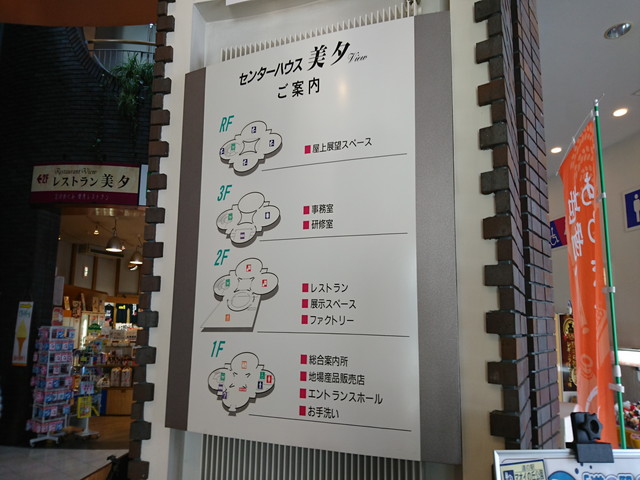 センターハウス 美夕 View
ご案内
RF
屋上展望スペース
3F
事務室
研修室
2F
レストラン
展示スペース
ファクトリー
1F
総合案内所
地場産品販売店
エントランスホール
お手洗い
Restaurant View
レストラン 美夕